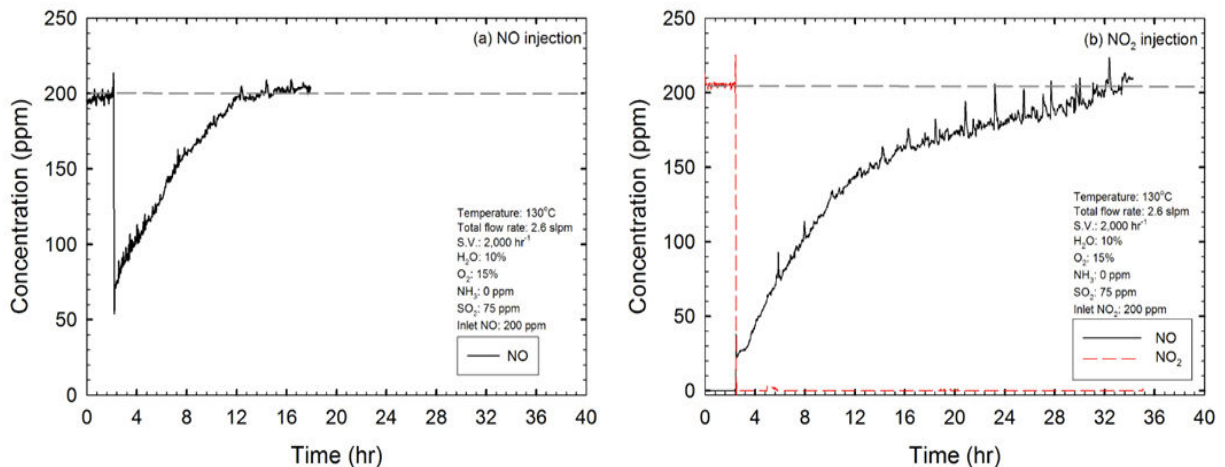 (a) NO injection
Concentration (ppm)
250
200
150
100
50
0
Temperature: 130°C
Total flow rate: 2.6 slpm
S.V.: 2,000 hr⁻¹
H₂O: 10%
O₂: 15%
NH₃: 0 ppm
SO₂: 75 ppm
Inlet NO: 200 ppm
NO
0 4 8 12 16 20 24 28 32 36 40
Time (hr)
(b) NO₂ injection
Concentration (ppm)
250
200
150
100
50
0
Temperature: 130°C
Total flow rate: 2.6 slpm
S.V.: 2,000 hr⁻¹
H₂O: 10%
O₂: 15%
NH₃: 0 ppm
SO₂: 75 ppm
Inlet NO₂: 200 ppm
NO
NO₂
0 4 8 12 16 20 24 28 32 36 40
Time (hr)